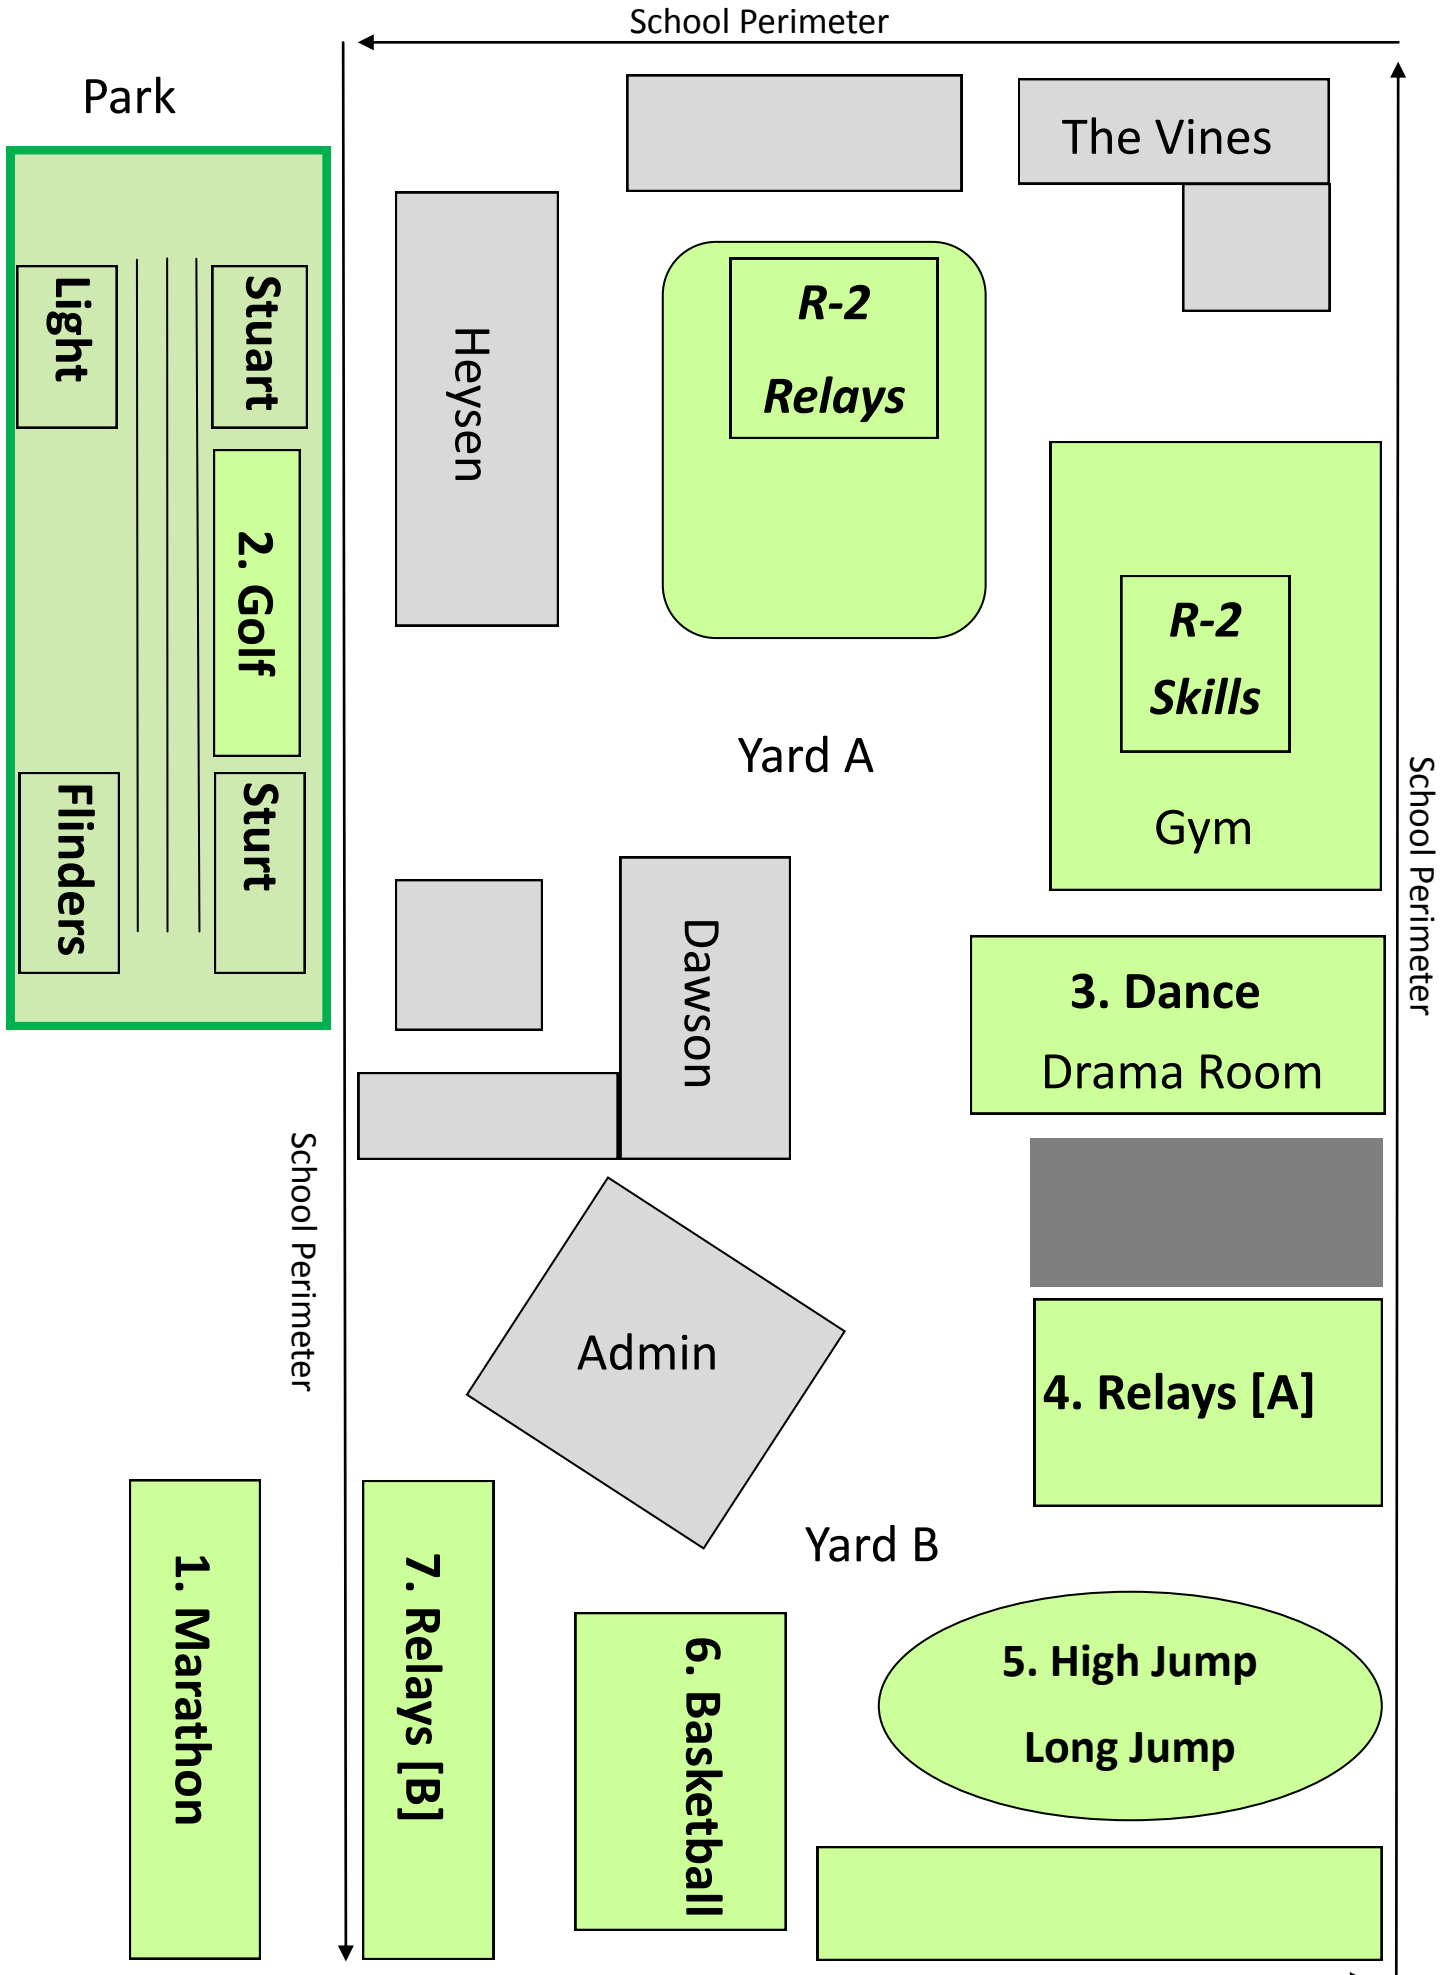 School Perimeter
Park
The Vines
Light
Stuart
Heysen
R-2
Relays
2. Golf
R-2
Skills
Yard A
Gym
School Perimeter
Flinders
Sturt
Dawson
3. Dance
Drama Room
School Perimeter
Admin
4. Relays [A]
Yard B
1. Marathon
7. Relays [B]
6. Basketball
5. High Jump
Long Jump